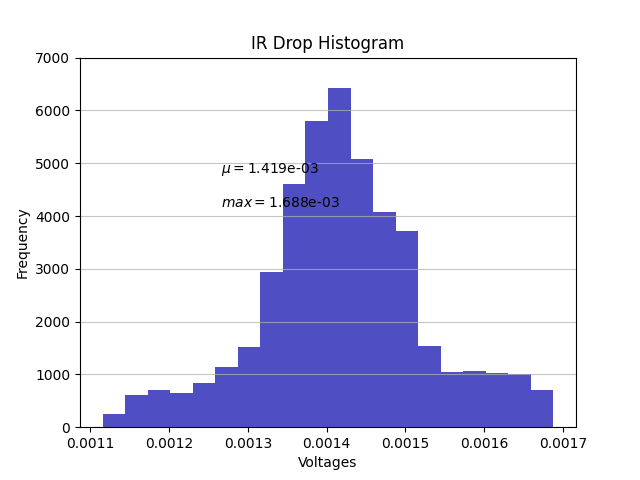 IR Drop Histogram
7000
6000
5000
4000
3000
2000
1000
0
Frequency
μ = 1.419e-03
max = 1.688e-03
0.0011 0.0012 0.0013 0.0014 0.0015 0.0016 0.0017
Voltages